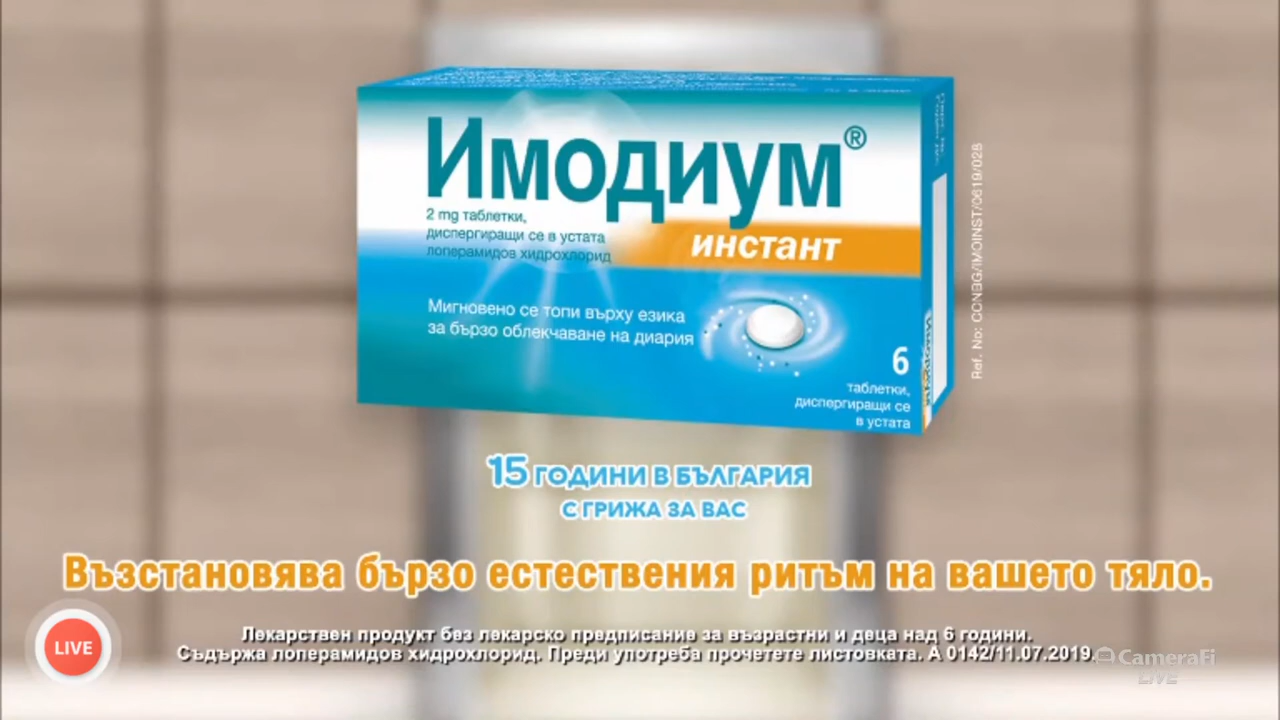 Имодиум®
2 mg таблетки,
диспергиращи се в устата
лоперамидов хидрохлорид
инстант
Мигновено се топи върху езика
за бързо облекчаване на диария
6
таблетки,
диспергиращи се
в устата
Имодиум
Ref. No: CCNBG/IMOINST/0619/028
15 ГОДИНИ В БЪЛГАРИЯ
С ГРИЖА ЗА ВАС
Възстановява бързо естествения ритъм на вашето тяло.
Лекарствен продукт без лекарско предписание за възрастни и деца над 6 години.
Съдържа лоперамидов хидрохлорид. Преди употреба прочетете листовката. А 0142/11.07.2019.
LIVE
CameraFi
LIVE